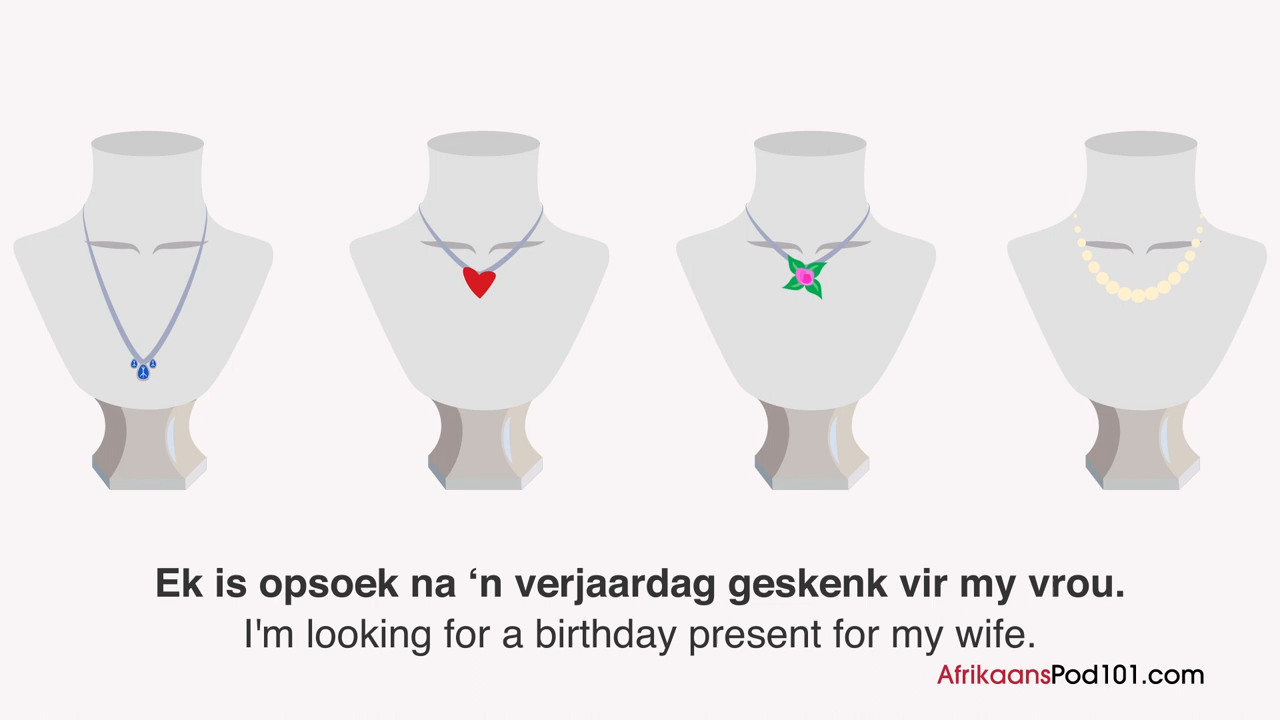 Ek is opsoek na ‘n verjaardag geskenk vir my vrou.
I'm looking for a birthday present for my wife.
AfrikaansPod101.com